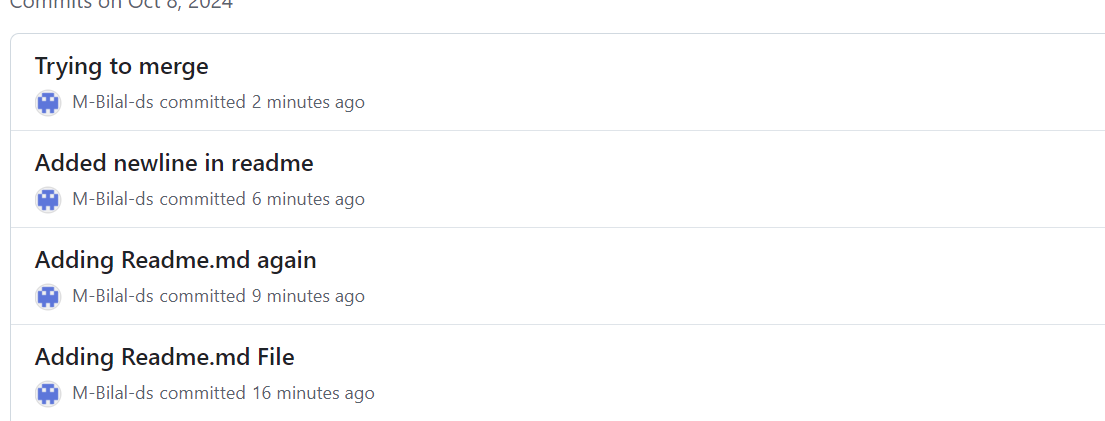 Commits on Oct 8, 2024
Trying to merge
M-Bilal-ds committed 2 minutes ago
Added newline in readme
M-Bilal-ds committed 6 minutes ago
Adding Readme.md again
M-Bilal-ds committed 9 minutes ago
Adding Readme.md File
M-Bilal-ds committed 16 minutes ago